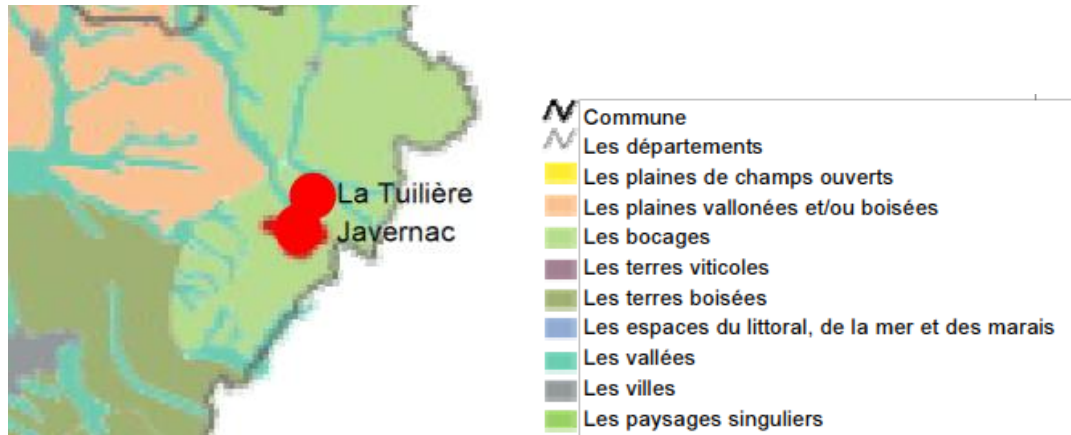 La Tuilière
Javernac
Commune
Les départements
Les plaines de champs ouverts
Les plaines vallonées et/ou boisées
Les bocages
Les terres viticoles
Les terres boisées
Les espaces du littoral, de la mer et des marais
Les vallées
Les villes
Les paysages singuliers